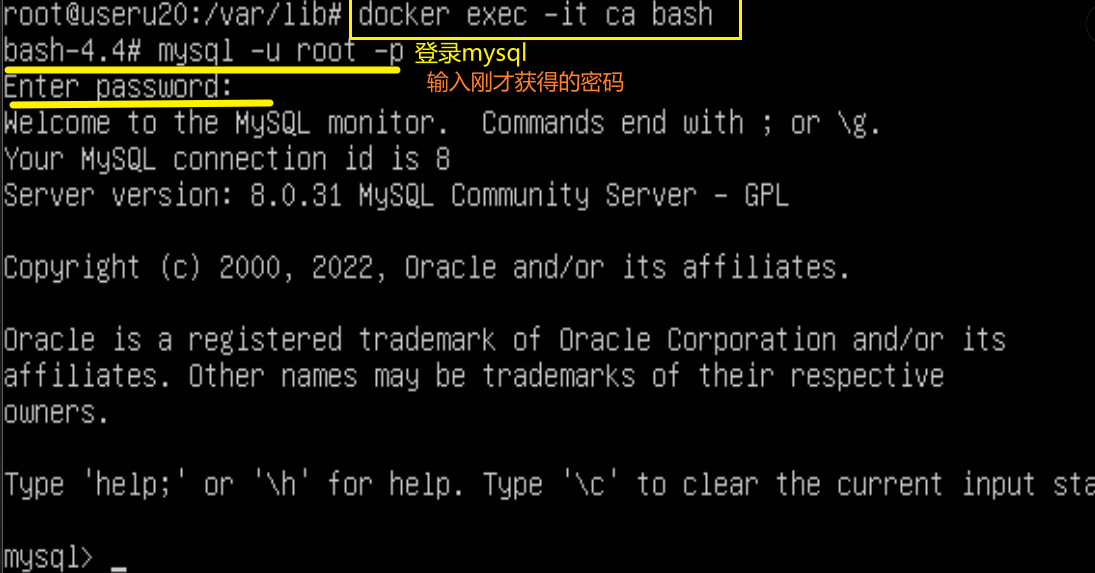 root@useru20:/var/lib# docker exec -it ca bash
bash-4.4# mysql -u root -p 登录mysql
Enter password: 输入刚才获得的密码
Welcome to the MySQL monitor.  Commands end with ; or \g.
Your MySQL connection id is 8
Server version: 8.0.31 MySQL Community Server - GPL
Copyright (c) 2000, 2022, Oracle and/or its affiliates.
Oracle is a registered trademark of Oracle Corporation and/or its
affiliates. Other names may be trademarks of their respective
owners.
Type 'help;' or '\h' for help. Type '\c' to clear the current input sta
mysql> _